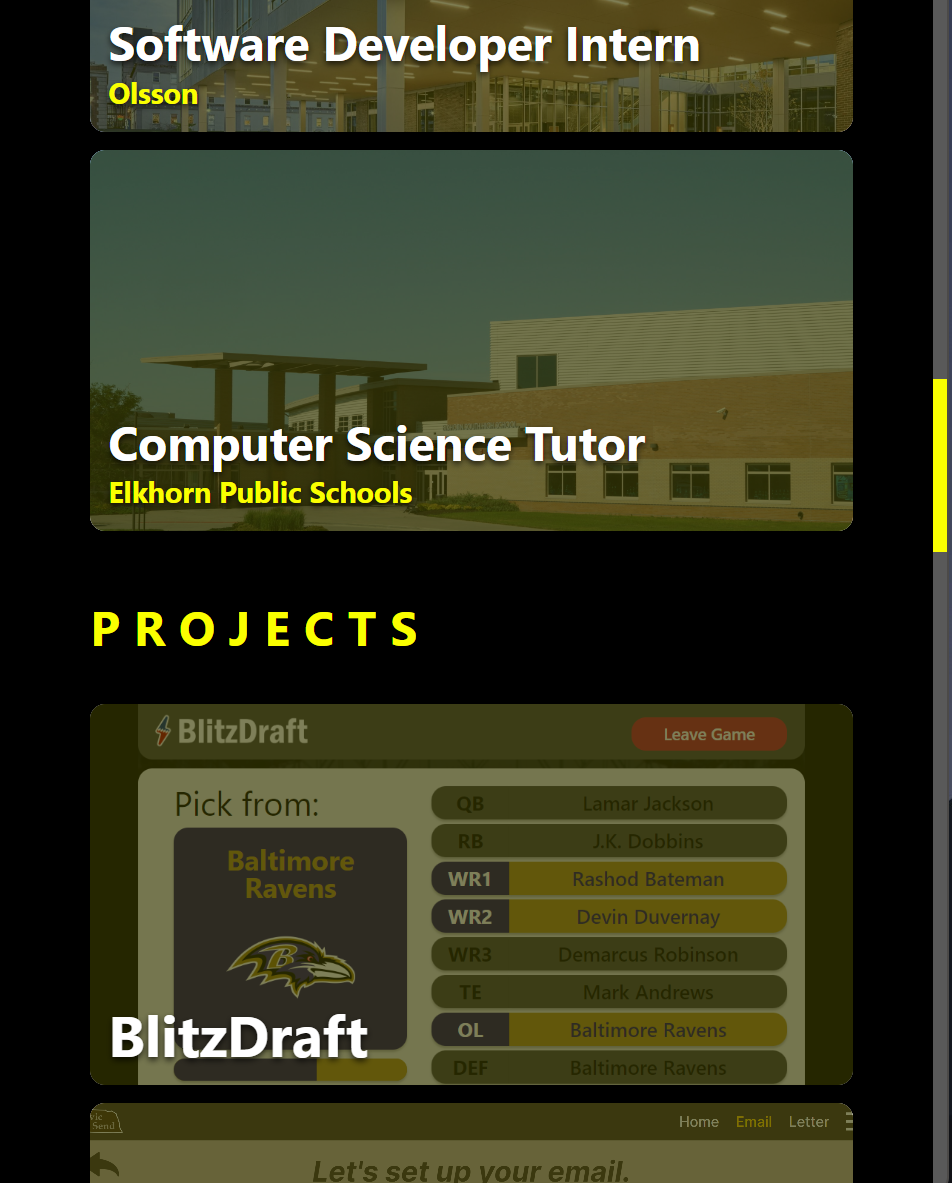 Software Developer Intern
Olsson
Computer Science Tutor
Elkhorn Public Schools
PROJECTS
BlitzDraft
Leave Game
Pick from:
Baltimore
Ravens
B
QB Lamar Jackson
RB J.K. Dobbins
WR1 Rashod Bateman
WR2 Devin Duvernay
WR3 Demarcus Robinson
TE Mark Andrews
OL Baltimore Ravens
DEF Baltimore Ravens
BlitzDraft
Send
Home Email Letter
Let's set up your email.